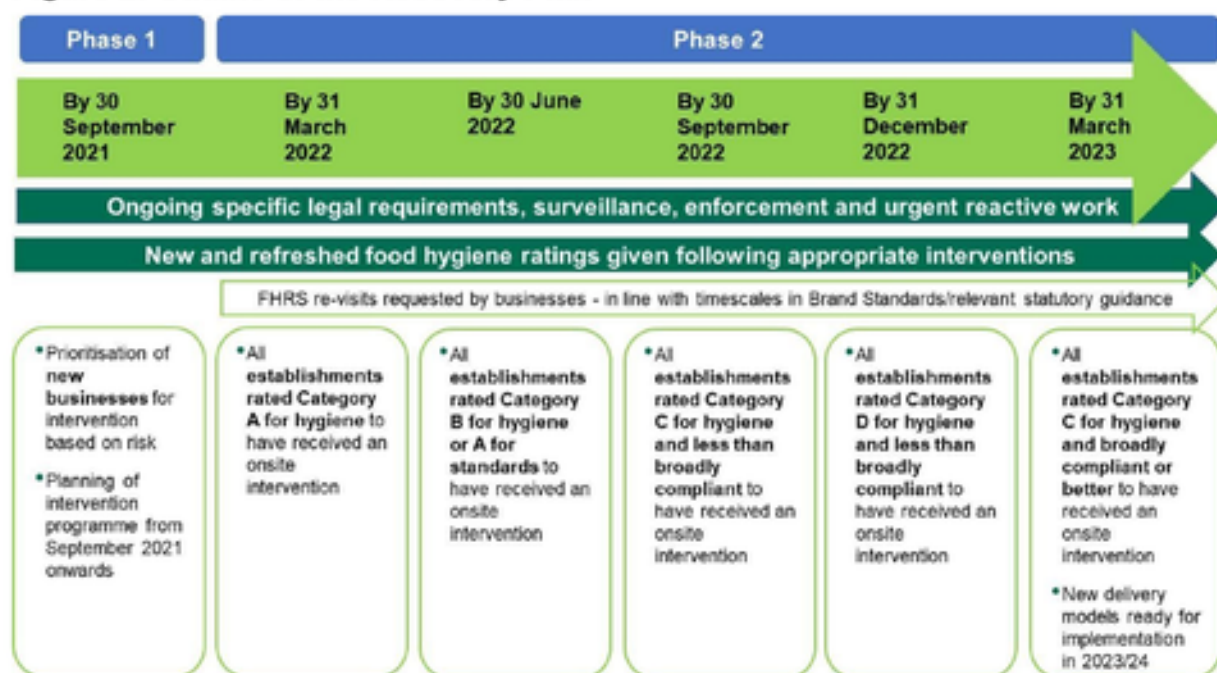 Phase 1
Phase 2
By 30
September
2021
By 31
March
2022
By 30 June
2022
By 30
September
2022
By 31
December
2022
By 31
March
2023
Ongoing specific legal requirements, surveillance, enforcement and urgent reactive work
New and refreshed food hygiene ratings given following appropriate interventions
FHRS re-visits requested by businesses - in line with timescales in Brand Standards/relevant statutory guidance
•Prioritisation of
new
businesses for
intervention
based on risk
•Planning of
intervention
programme from
September 2021
onwards
•All
establishments
rated Category
A for hygiene to
have received an
onsite
intervention
•All
establishments
rated Category
B for hygiene
or A for
standards to
have received an
onsite
intervention
•All
establishments
rated Category
C for hygiene
and less than
broadly
compliant to
have received an
onsite
intervention
•All
establishments
rated Category
D for hygiene
and less than
broadly
compliant to
have received an
onsite
intervention
•All
establishments
rated Category
C for hygiene
and broadly
compliant or
better to have
received an
onsite
intervention
•New delivery
models ready for
implementation
in 2023/24